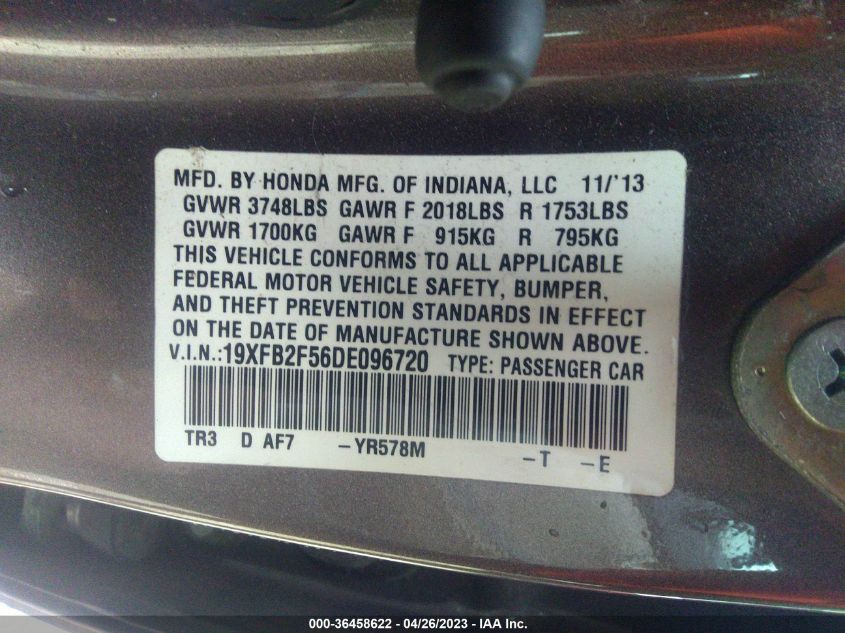 MFD. BY HONDA MFG. OF INDIANA, LLC 11/'13
GVWR 3748LBS GAWR F 2018LBS R 1753LBS
GVWR 1700KG GAWR F 915KG R 795KG
THIS VEHICLE CONFORMS TO ALL APPLICABLE
FEDERAL MOTOR VEHICLE SAFETY, BUMPER,
AND THEFT PREVENTION STANDARDS IN EFFECT
ON THE DATE OF MANUFACTURE SHOWN ABOVE.
V.I.N.:19XFB2F56DE096720 TYPE: PASSENGER CAR
TR3 D AF7 –YR578M –T –E
000-36458622 - 04/26/2023 - IAA Inc.